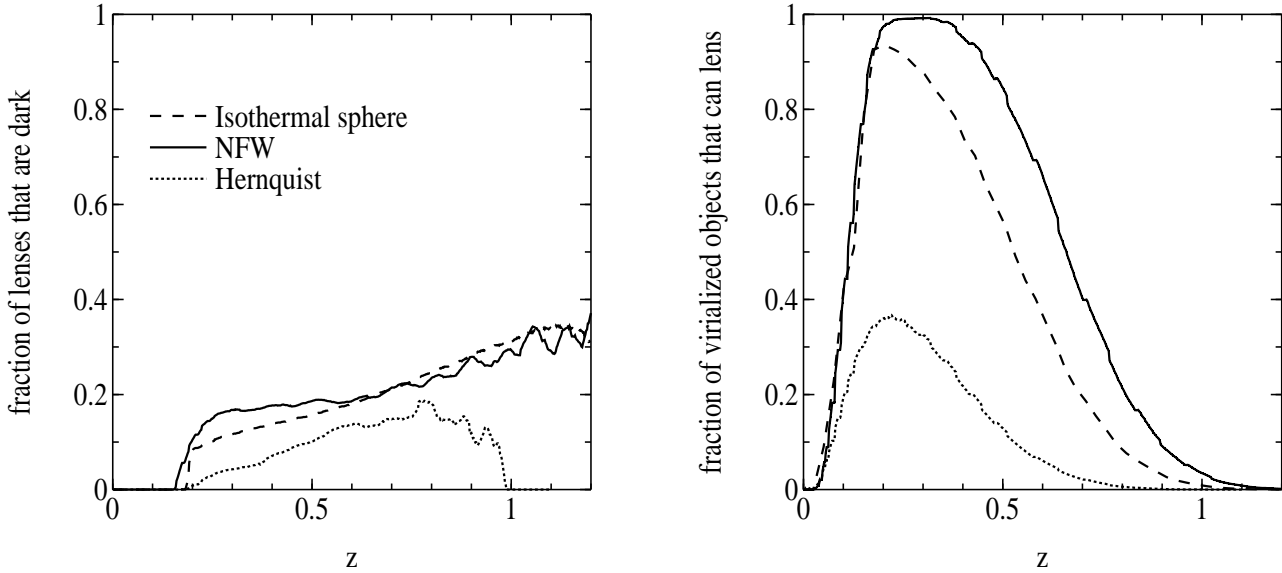 fraction of lenses that are dark
1
0.8
0.6
0.4
0.2
0
0
0.5
1
z
Isothermal sphere
NFW
Hernquist
fraction of virialized objects that can lens
1
0.8
0.6
0.4
0.2
0
0
0.5
1
z